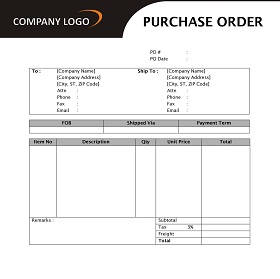 COMPANY LOGO PURCHASE ORDER
PO # :
PO Date :
To : [Company Name] Ship To : [Company Name]
[Company Address] [Company Address]
[City, ST, ZIP Code] [City, ST, ZIP Code]
Attn : Attn :
Phone : Phone :
Fax : Fax :
Email : Email :
FOB Shipped Via Payment Term
Item No Description Qty Unit Price Total
Remarks : Subtotal
Tax 5%
Freight
Total